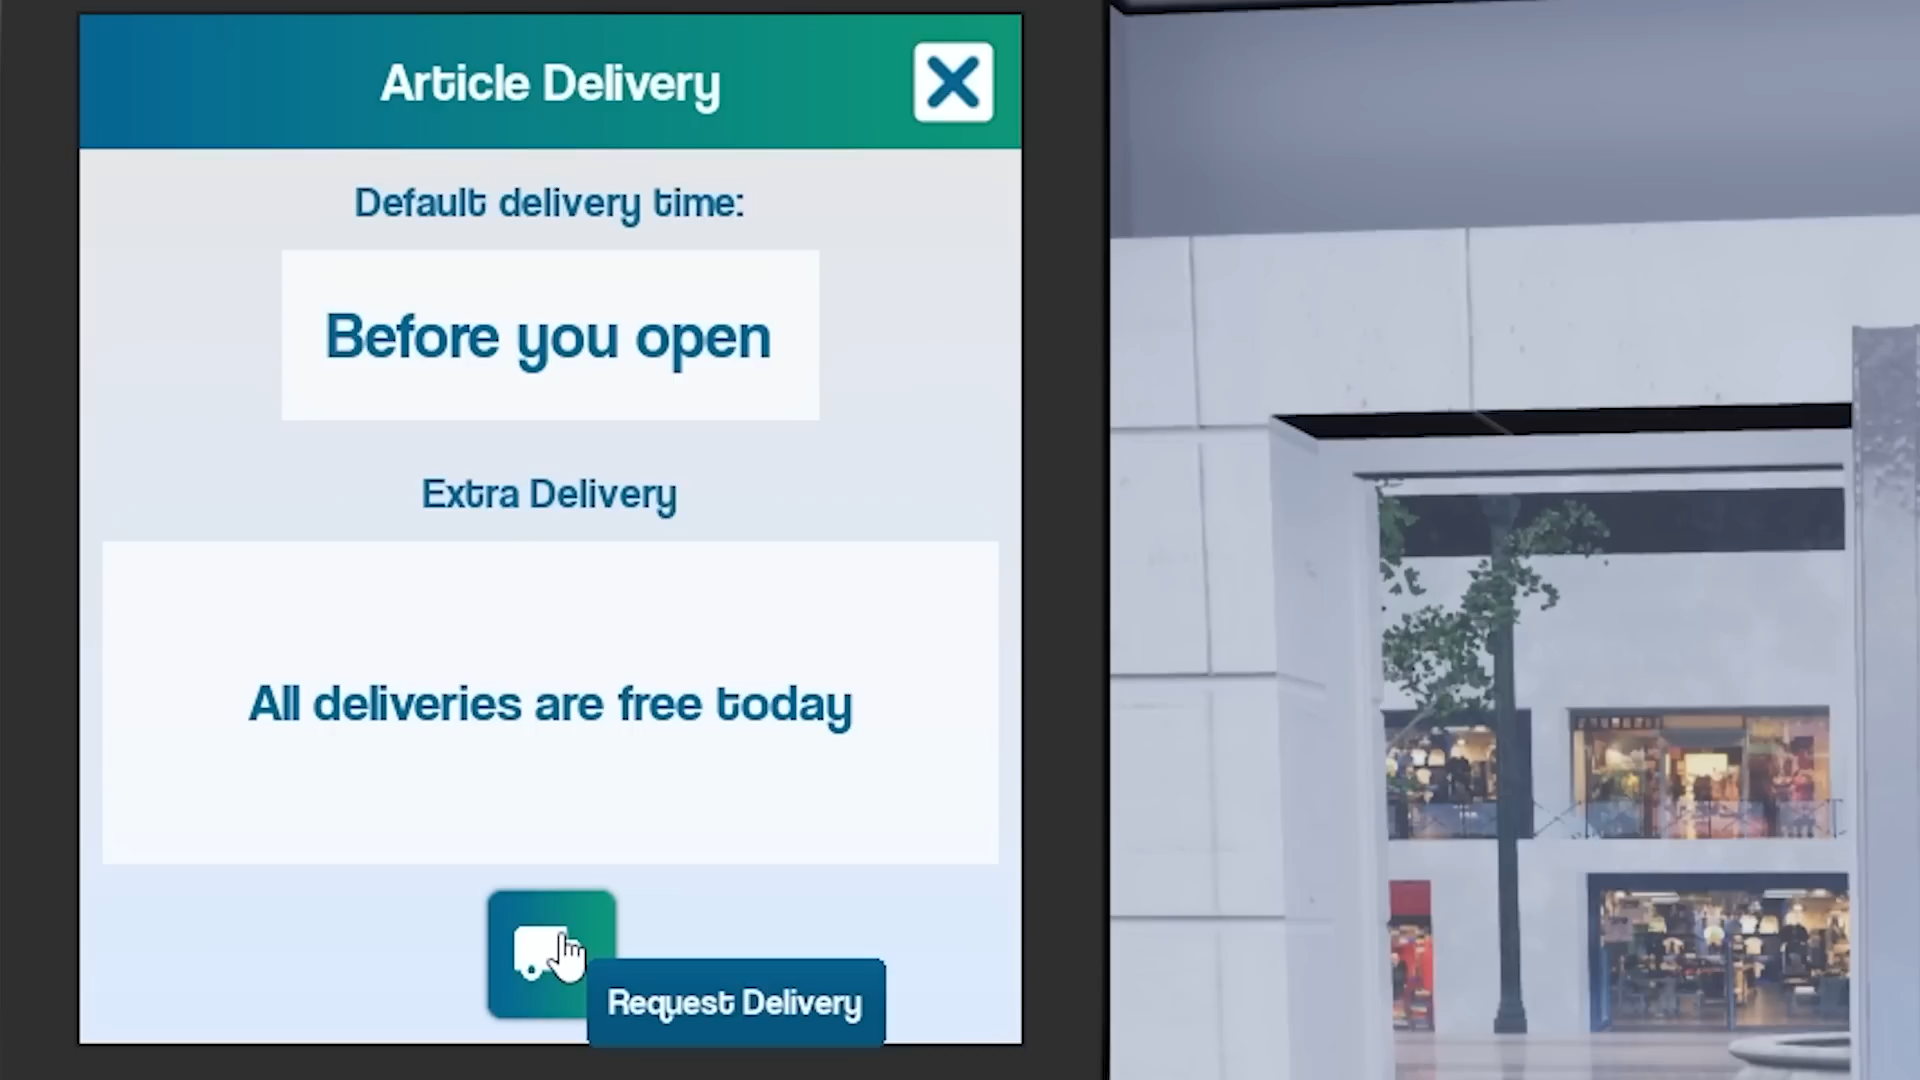 Article Delivery
Default delivery time:
Before you open
Extra Delivery
All deliveries are free today
Request Delivery